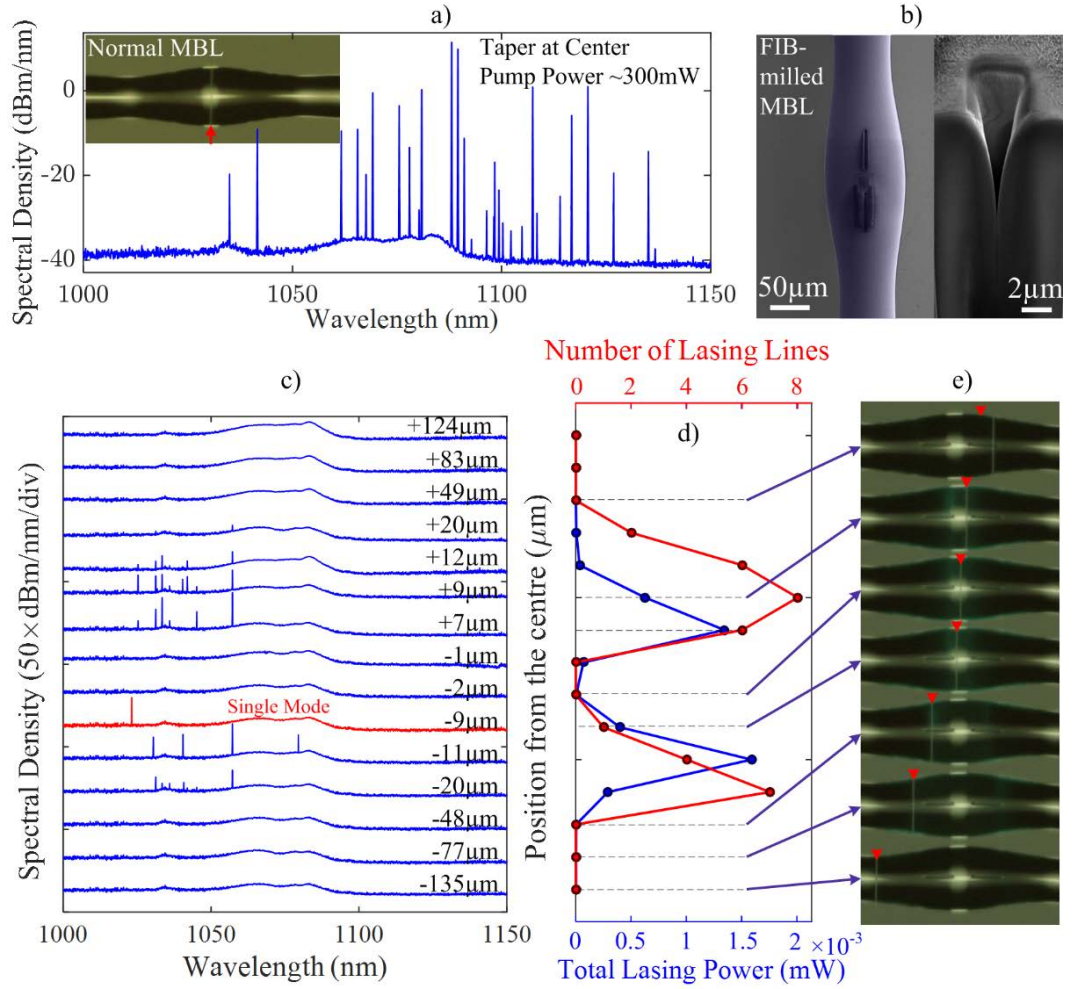 a)
Normal MBL
Taper at Center
Pump Power ~300mW
Spectral Density (dBm/nm)
0
-20
-40
1000
1050
1100
1150
Wavelength (nm)
b)
FIB-
milled
MBL
50µm
2µm
c)
Spectral Density (50× dBm/nm/div)
+124µm
+83µm
+49µm
+20µm
+12µm
+9µm
+7µm
-1µm
-2µm
Single Mode
-9µm
-11µm
-20µm
-48µm
-77µm
-135µm
1000
1050
1100
1150
Wavelength (nm)
Number of Lasing Lines
0 2 4 6 8
d)
Position from the centre (µm)
0 0.5 1 1.5 2 ×10⁻³
Total Lasing Power (mW)
e)